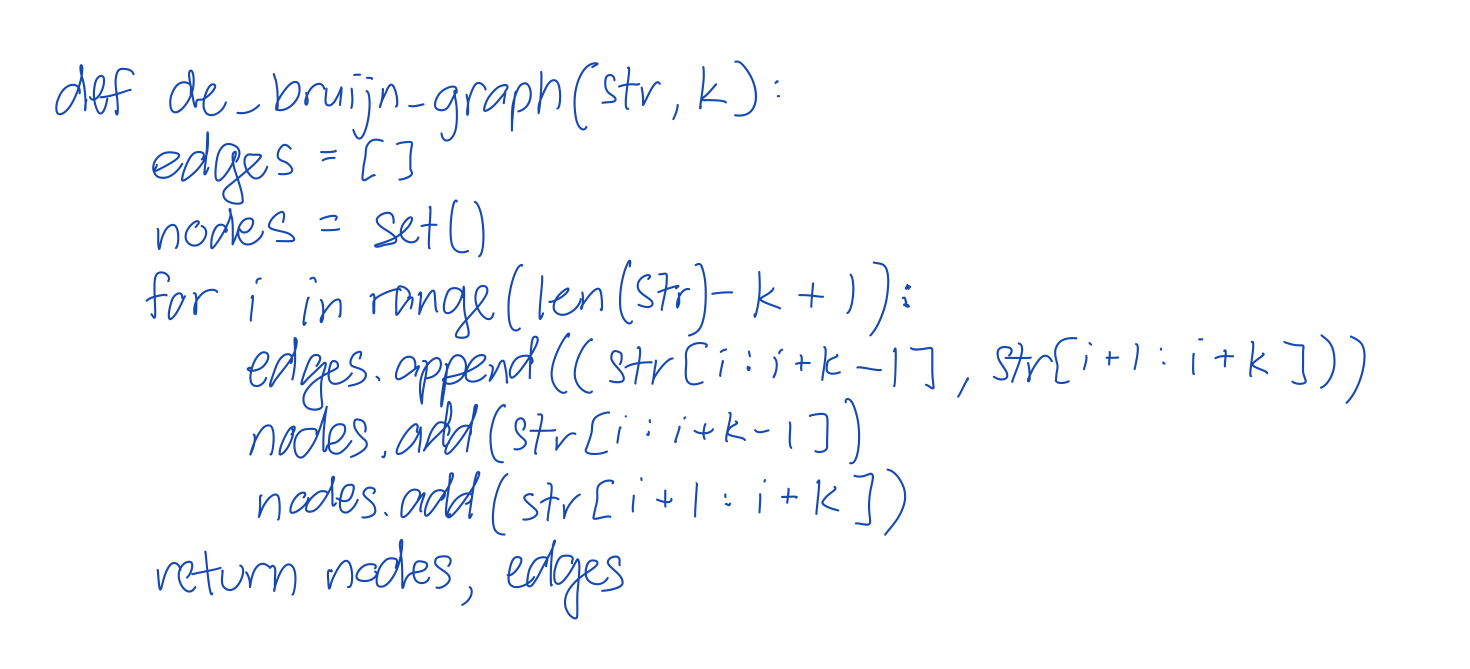 def de_bruijn_graph(str, k):
edges = []
nodes = set()
for i in range(len(str)-k+1):
edges.append((str[i:i+k-1], str[i+1:i+k]))
nodes.add(str[i:i+k-1])
nodes.add(str[i+1:i+k])
return nodes, edges